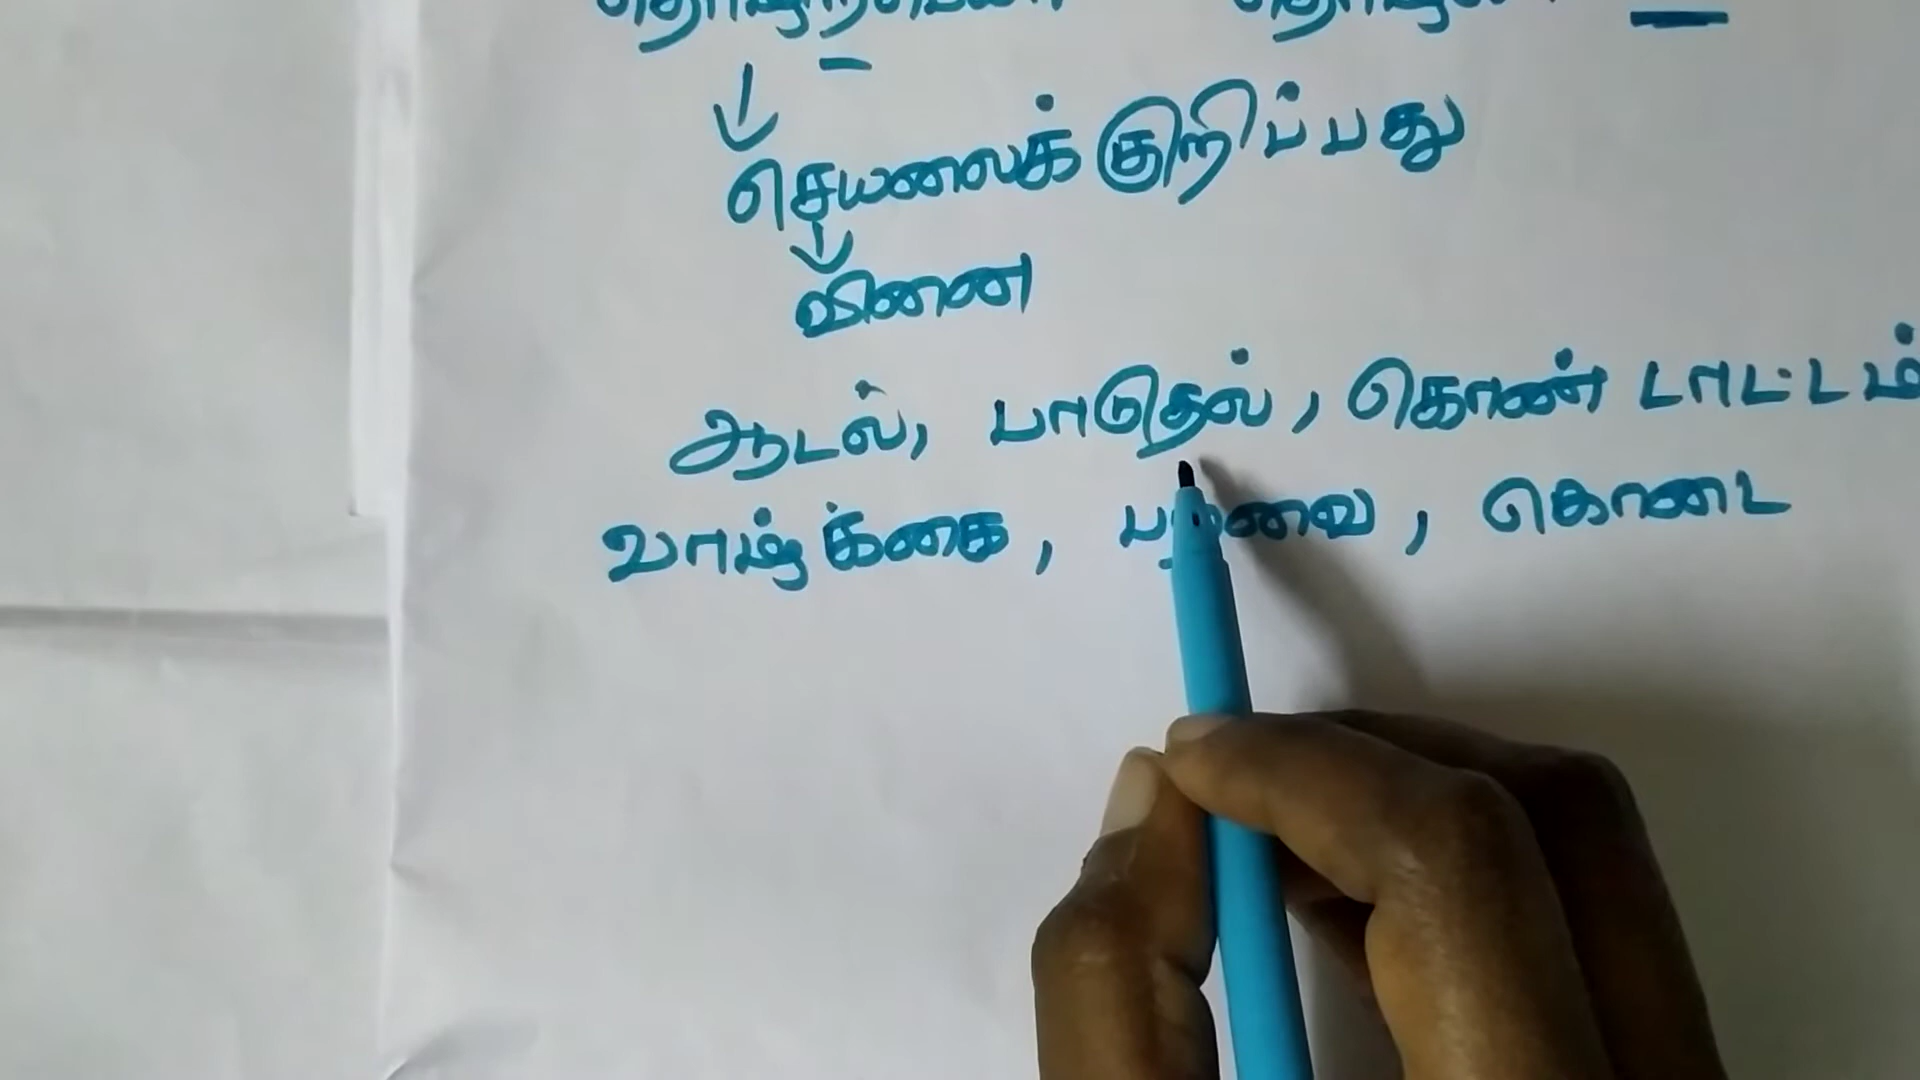 செயலைக் குறிப்பது
வினை
ஆடல், பாடுதல், கொண்டாட்டம்
வாழ்க்கை, கொடை